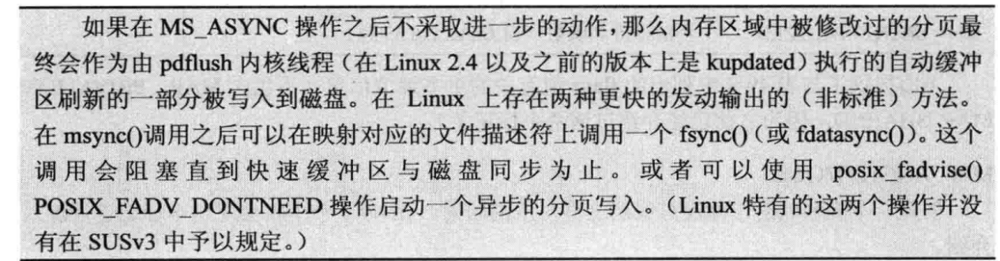 如果在 MS_ASYNC 操作之后不采取进一步的动作，那么内存区域中被修改过的分页最
终会作为由 pdflush 内核线程（在 Linux 2.4 以及之前的版本上是 kupdated）执行的自动缓冲
区刷新的一部分被写入到磁盘。在 Linux 上存在两种更快的发动输出的（非标准）方法。
在 msync()调用之后可以在映射对应的文件描述符上调用一个 fsync()（或 fdatasync()）。这个
调用会阻塞直到快速缓冲区与磁盘同步为止。或者可以使用 posix_fadvise()
POSIX_FADV_DONTNEED 操作启动一个异步的分页写入。（Linux 特有的这两个操作并没
有在 SUSv3 中予以规定。）